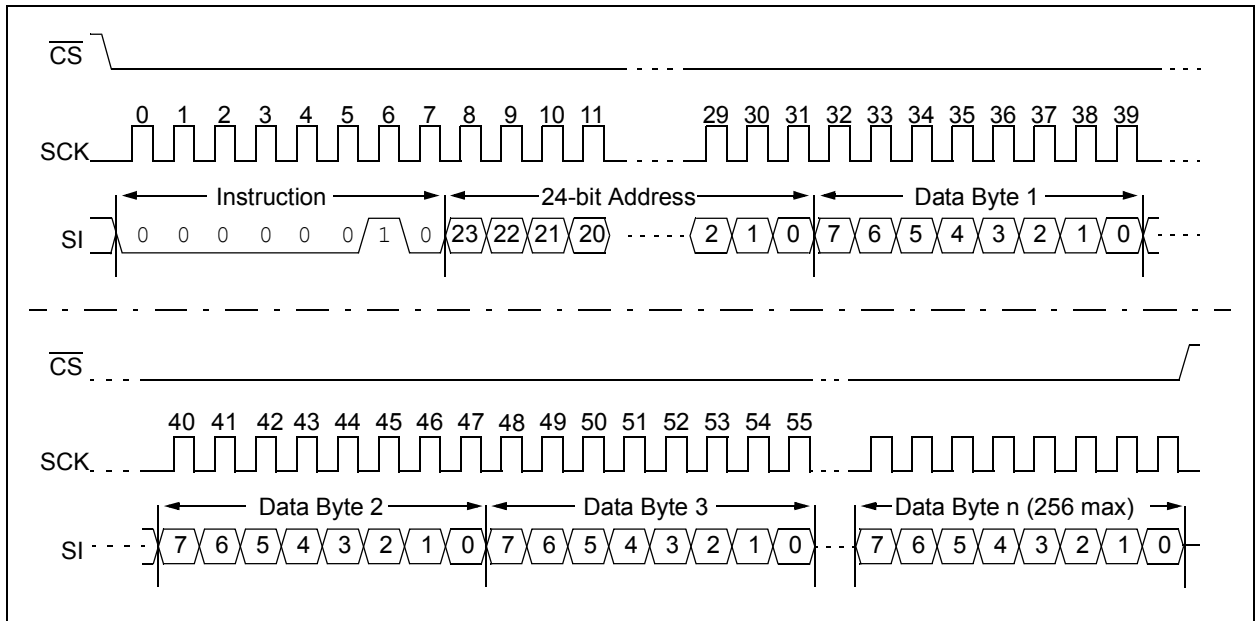 CS
0 1 2 3 4 5 6 7 8 9 10 11 29 30 31 32 33 34 35 36 37 38 39
SCK
Instruction 24-bit Address Data Byte 1
SI 0 0 0 0 0 0 1 0 23 22 21 20 2 1 0 7 6 5 4 3 2 1 0
CS
40 41 42 43 44 45 46 47 48 49 50 51 52 53 54 55
SCK
Data Byte 2 Data Byte 3 Data Byte n (256 max)
SI 7 6 5 4 3 2 1 0 7 6 5 4 3 2 1 0 7 6 5 4 3 2 1 0